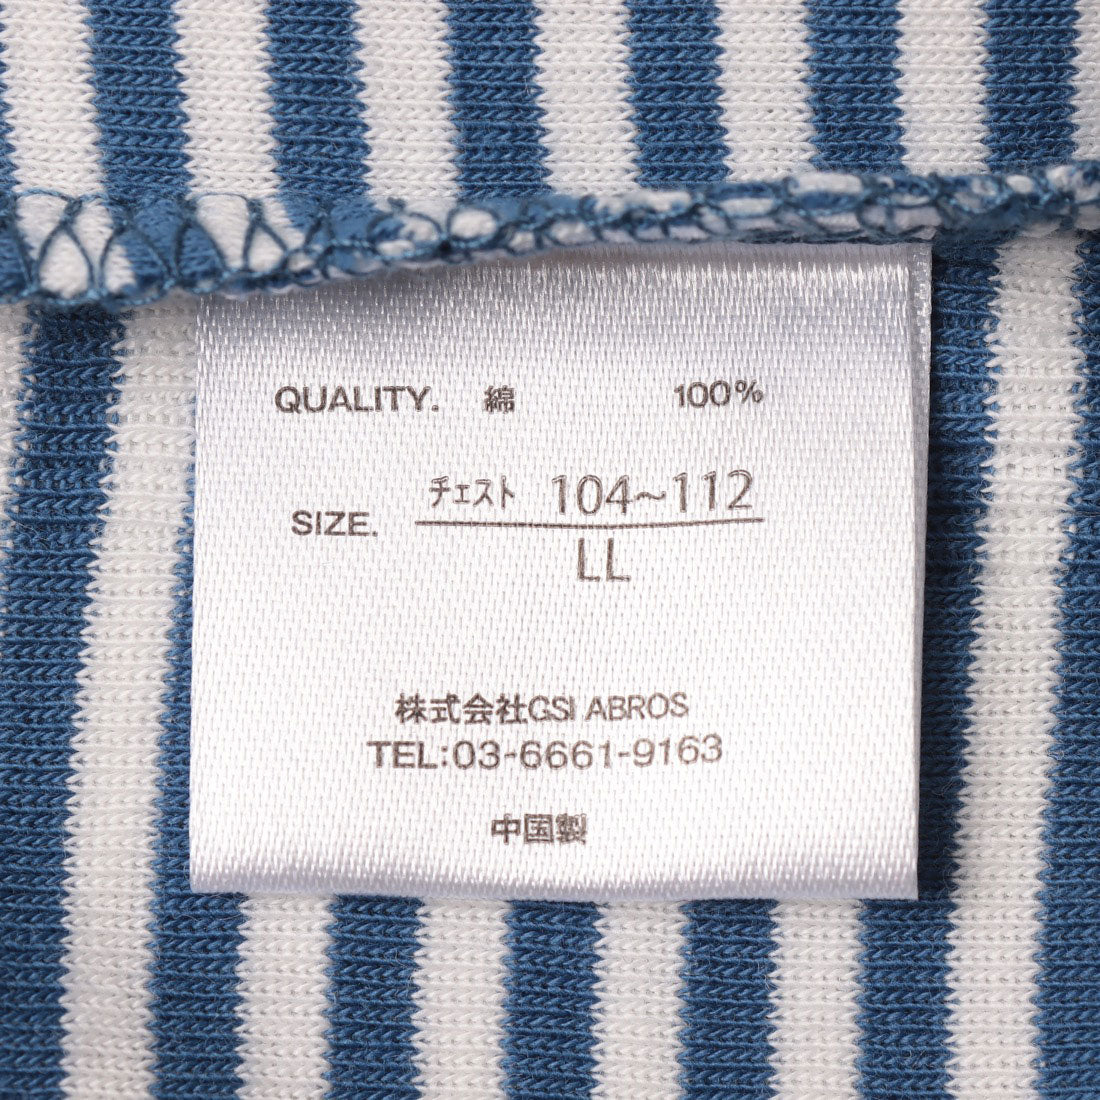 QUALITY. 綿 100%
チェスト 104~112
SIZE.
LL
株式会社GSI ABROS
TEL:03-6661-9163
中国製